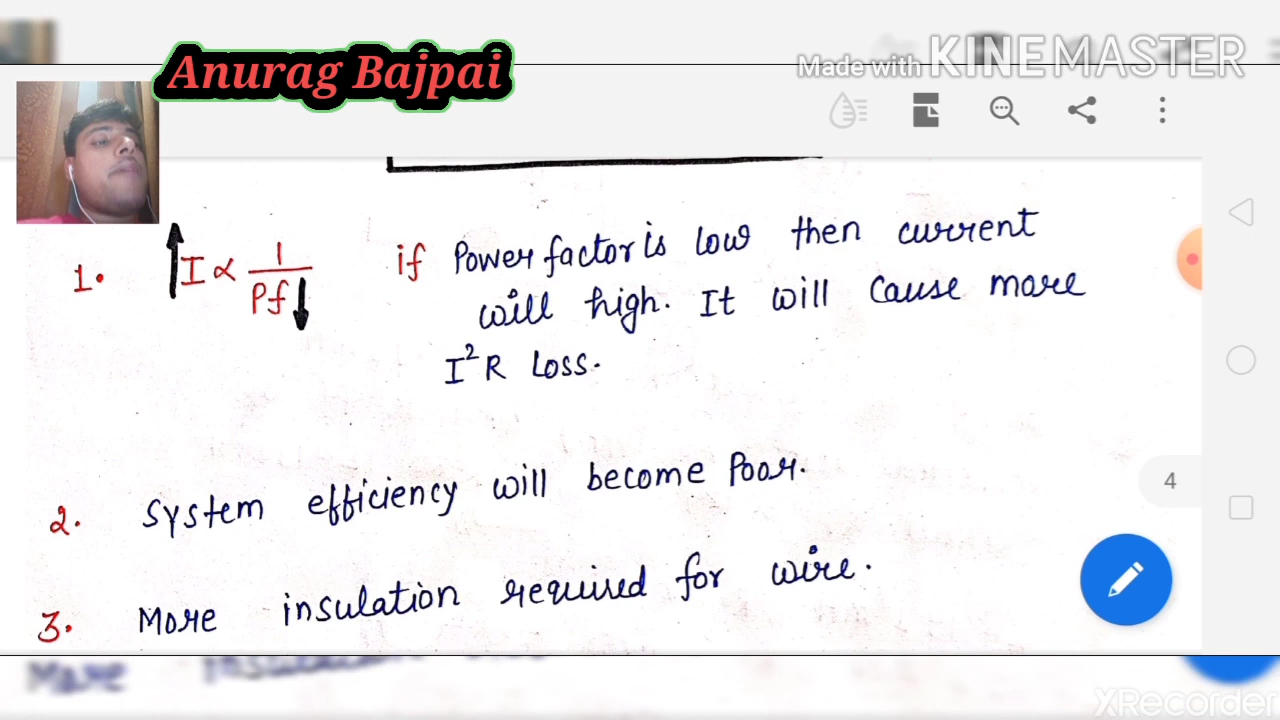 Anurag Bajpai
Made with KINEMASTER
1. I ∝ 1/Pf if Power factor is low then current
will high. It will cause more
I²R Loss.
4
2. System efficiency will become Poor.
3. More insulation required for wire.
More
XRecorder